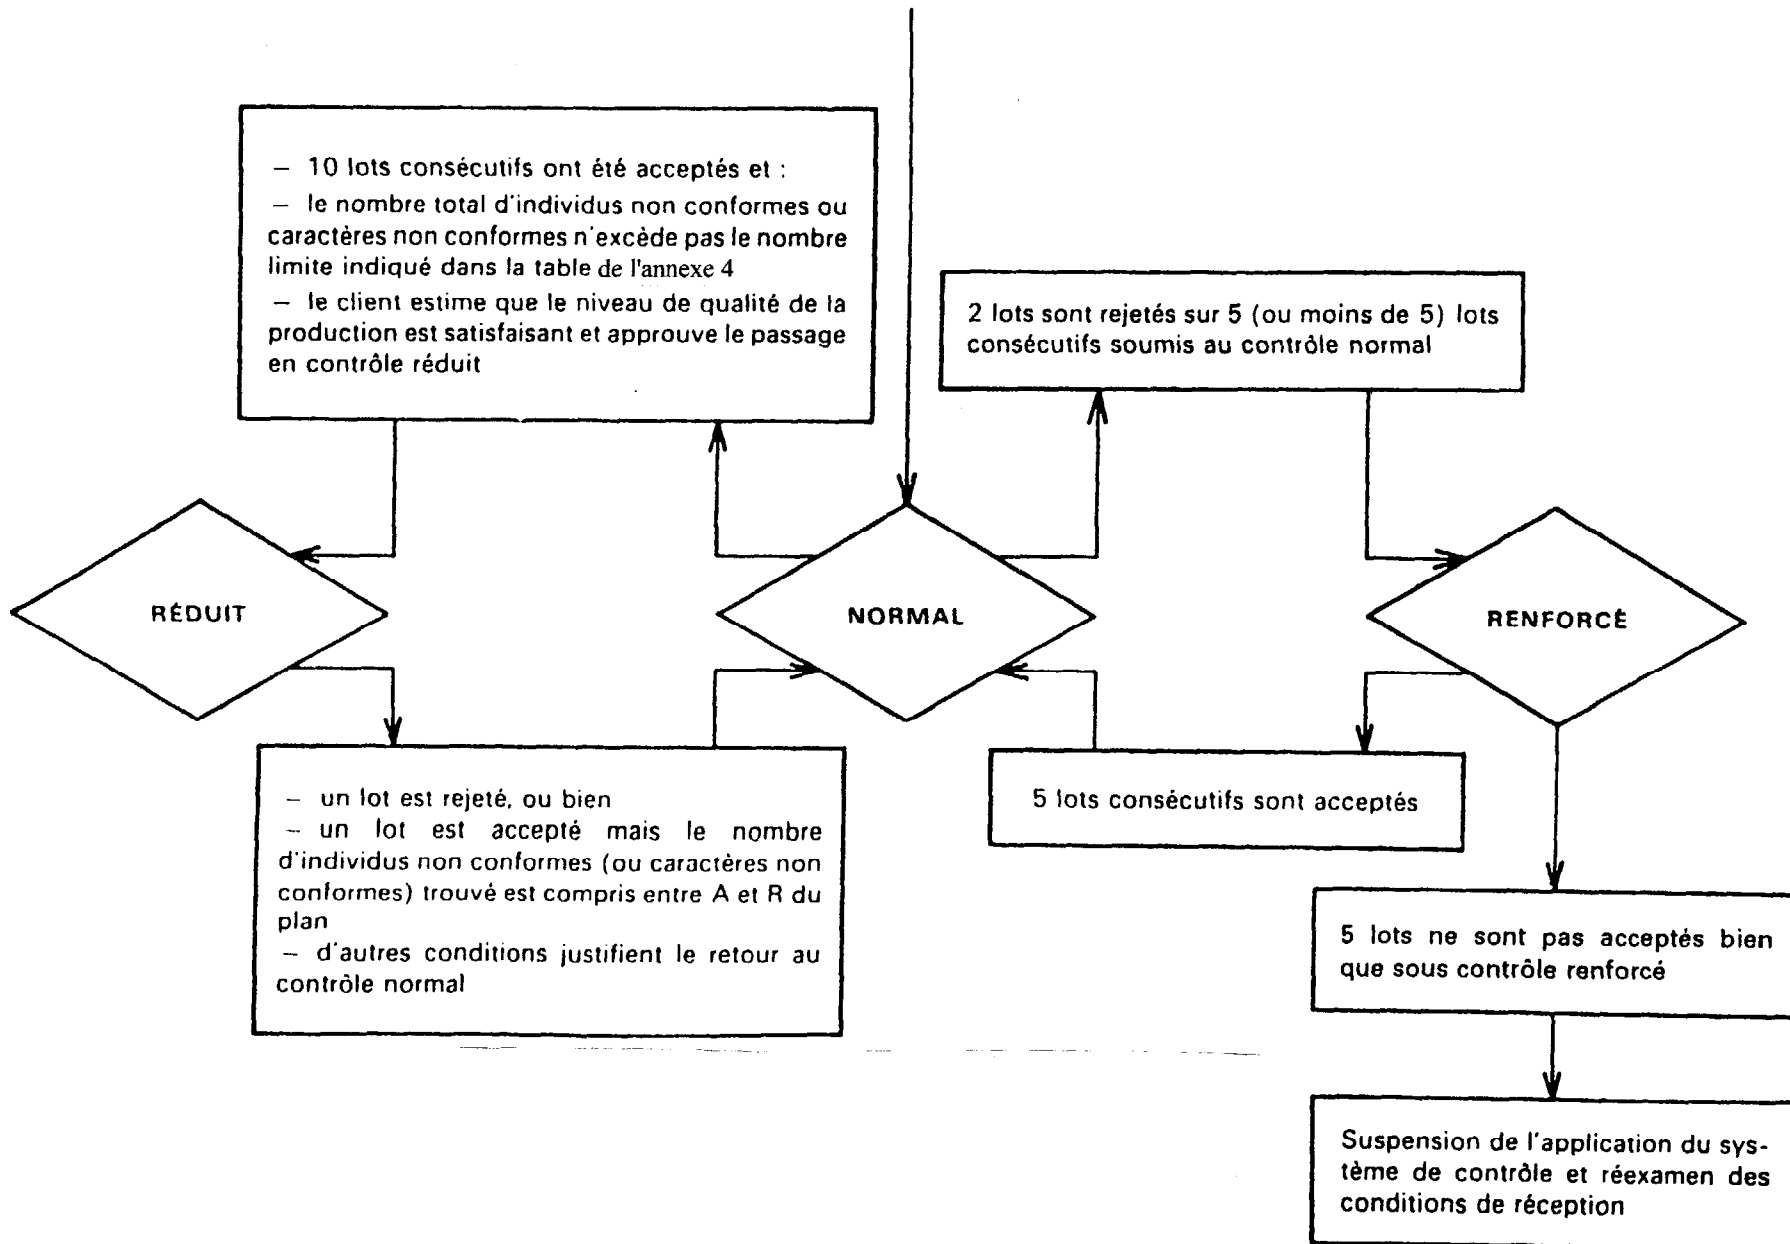 — 10 lots consécutifs ont été acceptés et :
— le nombre total d'individus non conformes ou
caractères non conformes n'excède pas le nombre
limite indiqué dans la table de l'annexe 4
— le client estime que le niveau de qualité de la
production est satisfaisant et approuve le passage
en contrôle réduit
2 lots sont rejetés sur 5 (ou moins de 5) lots
consécutifs soumis au contrôle normal
RÉDUIT
NORMAL
RENFORCÉ
— un lot est rejeté, ou bien
— un lot est accepté mais le nombre
d'individus non conformes (ou caractères non
conformes) trouvé est compris entre A et R du
plan
— d'autres conditions justifient le retour au
contrôle normal
5 lots consécutifs sont acceptés
5 lots ne sont pas acceptés bien
que sous contrôle renforcé
Suspension de l'application du sys-
tème de contrôle et réexamen des
conditions de réception